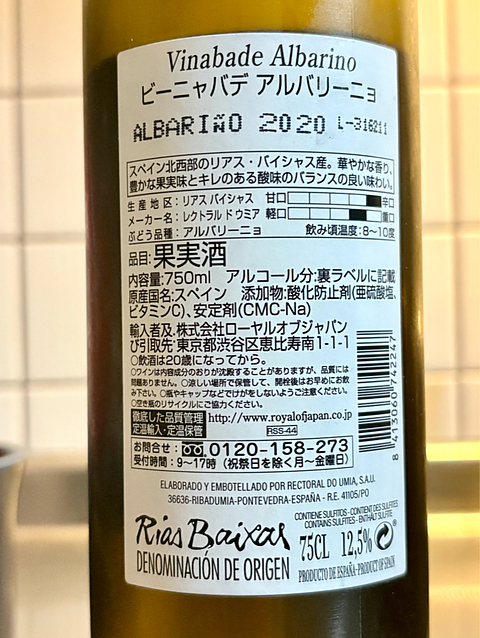 Vinabade Albarino
ビーニャバデ アルバリーニョ
ALBARIÑO 2020 L-316211
スペイン北西部のリアス・バイシャス産。華やかな香り、
豊かな果実味とキレのある酸味のバランスの良い味わい。
生産地区: リアス バイシャス 甘口 辛口
メーカー名: レクトラル ド ウミア 軽口 重口
ぶどう品種: アルバリーニョ 飲み頃温度:8~10度
品目:果実酒
内容量:750ml アルコール分:裏ラベルに記載
原産国名:スペイン 添加物:酸化防止剤(亜硫酸塩、
ビタミンC)、安定剤(CMC-Na)
輸入者及 株式会社ローヤルオブジャパン
び引取先:東京都渋谷区恵比寿南1-1-1
○飲酒は20歳になってから。
○ワインは内容成分のおりが沈殿することがありますが、品質には
問題ありません。○涼しい場所で保管して、開栓後はお早めにお飲
み下さい。○瓶やキャップなどでけがをしないようご注意ください。
○空き瓶のリサイクルにご協力ください。
徹底した品質管理
定温輸入・定温保管
http://www.royalofjapan.co.jp
RSS-44
お問合せ: 0120-158-273
受付時間:9~17時(祝祭日を除く月~金曜日)
8413060742247
ELABORADO Y EMBOTELLADO POR RECTORAL DO UMIA, S.A.U.
36636-RIBADUMIA-PONTEVEDRA-ESPAÑA - R.E. 41105/PO
CONTIENE SULFITOS - CONTIENT DES SULFITES
CONTAINS SULFITES - ENTHÄLT SULFITE
Rias Baixas
DENOMINACIÓN DE ORIGEN
75CL 12,5%
PRODUCTO DE ESPAÑA - PRODUCT OF SPAIN